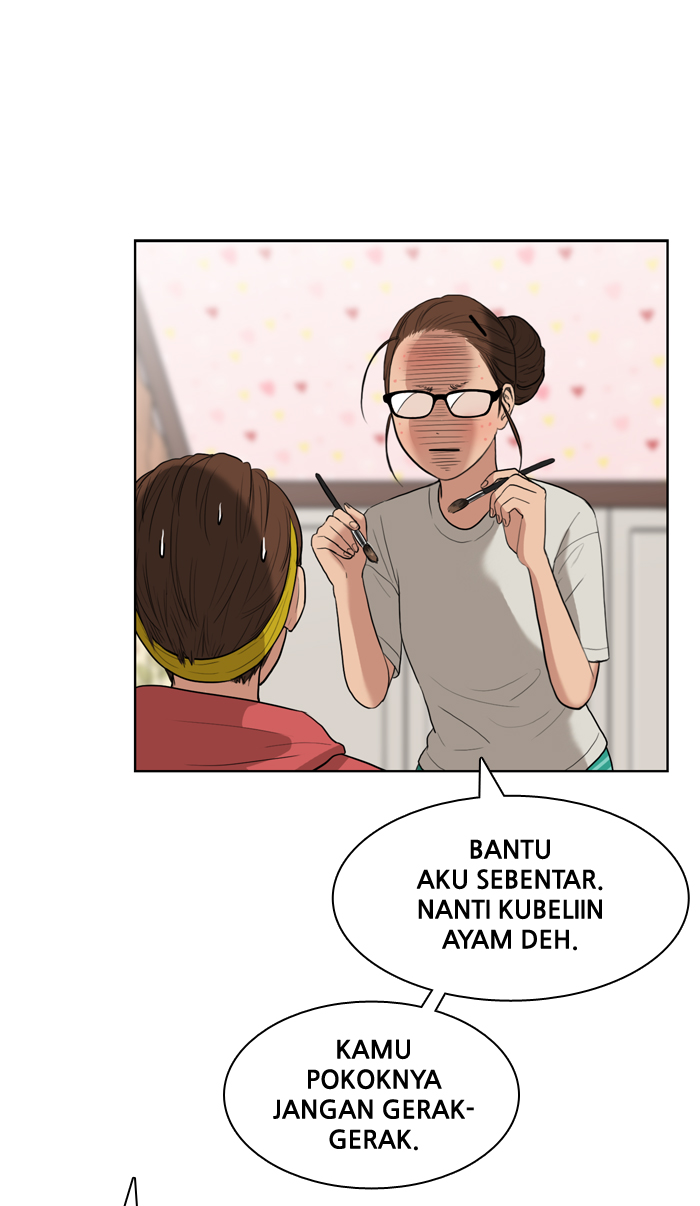 BANTU
AKU SEBENTAR.
NANTI KUBELIIN
AYAM DEH.
KAMU
POKOKNYA
JANGAN GERAK-
GERAK.